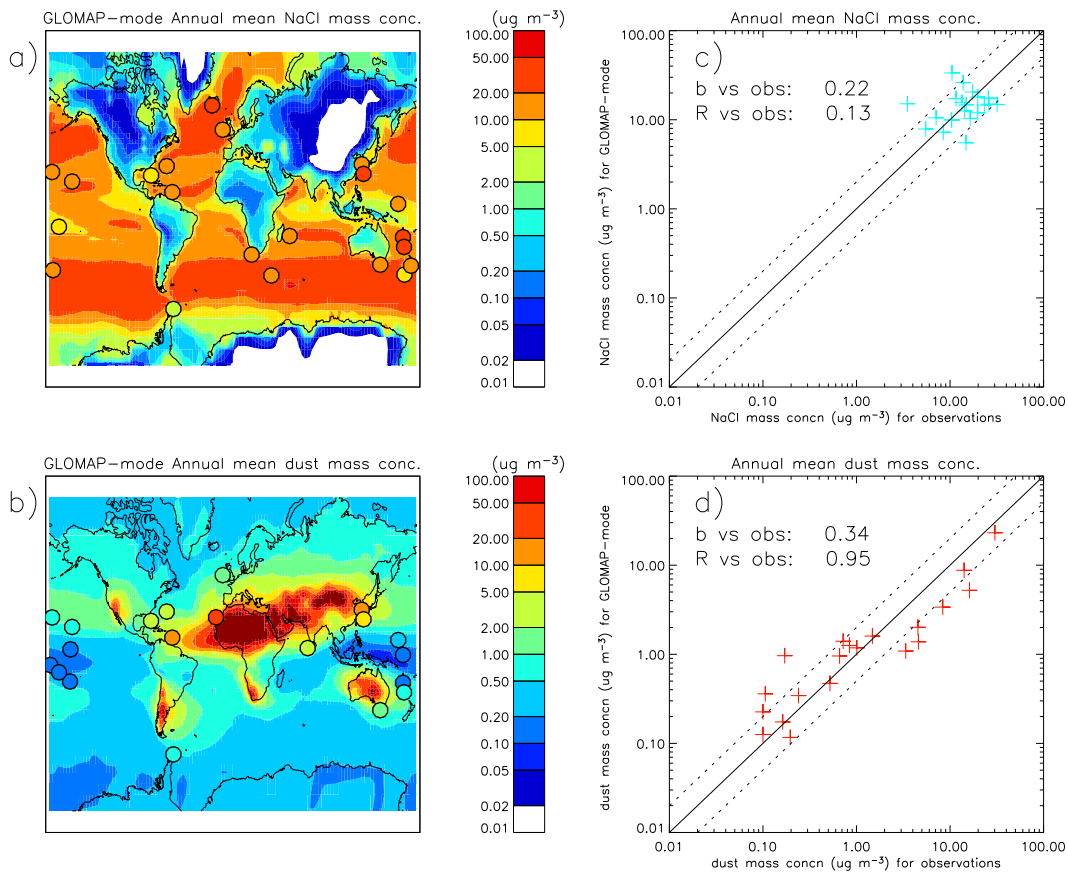 GLOMAP-mode Annual mean NaCl mass conc.
(ug m-3)
a)
100.00
50.00
20.00
10.00
5.00
2.00
1.00
0.50
0.20
0.10
0.05
0.02
0.01
Annual mean NaCl mass conc.
c)
b vs obs: 0.22
R vs obs: 0.13
NaCl mass concn (ug m-3) for GLOMAP-mode
100.00
10.00
1.00
0.10
0.01
0.01 0.10 1.00 10.00 100.00
NaCl mass concn (ug m-3) for observations
GLOMAP-mode Annual mean dust mass conc.
(ug m-3)
b)
100.00
50.00
20.00
10.00
5.00
2.00
1.00
0.50
0.20
0.10
0.05
0.02
0.01
Annual mean dust mass conc.
d)
b vs obs: 0.34
R vs obs: 0.95
dust mass concn (ug m-3) for GLOMAP-mode
100.00
10.00
1.00
0.10
0.01
0.01 0.10 1.00 10.00 100.00
dust mass concn (ug m-3) for observations